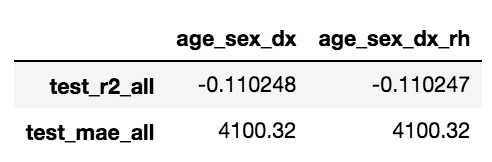 age_sex_dx age_sex_dx_rh
test_r2_all -0.110248 -0.110247
test_mae_all 4100.32 4100.32